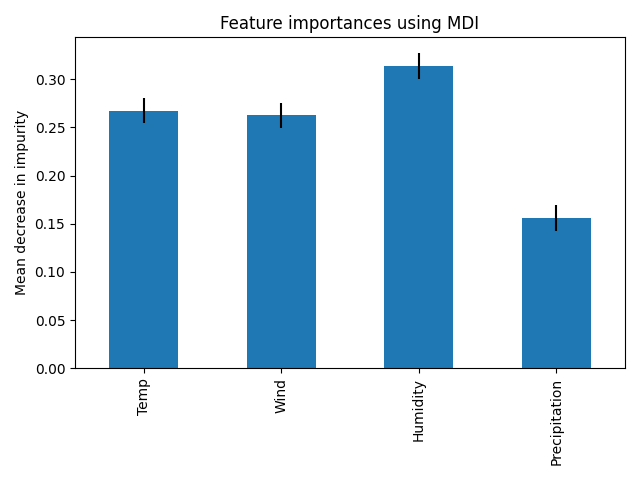 Feature importances using MDI
Mean decrease in impurity
0.30
0.25
0.20
0.15
0.10
0.05
0.00
Temp
Wind
Humidity
Precipitation